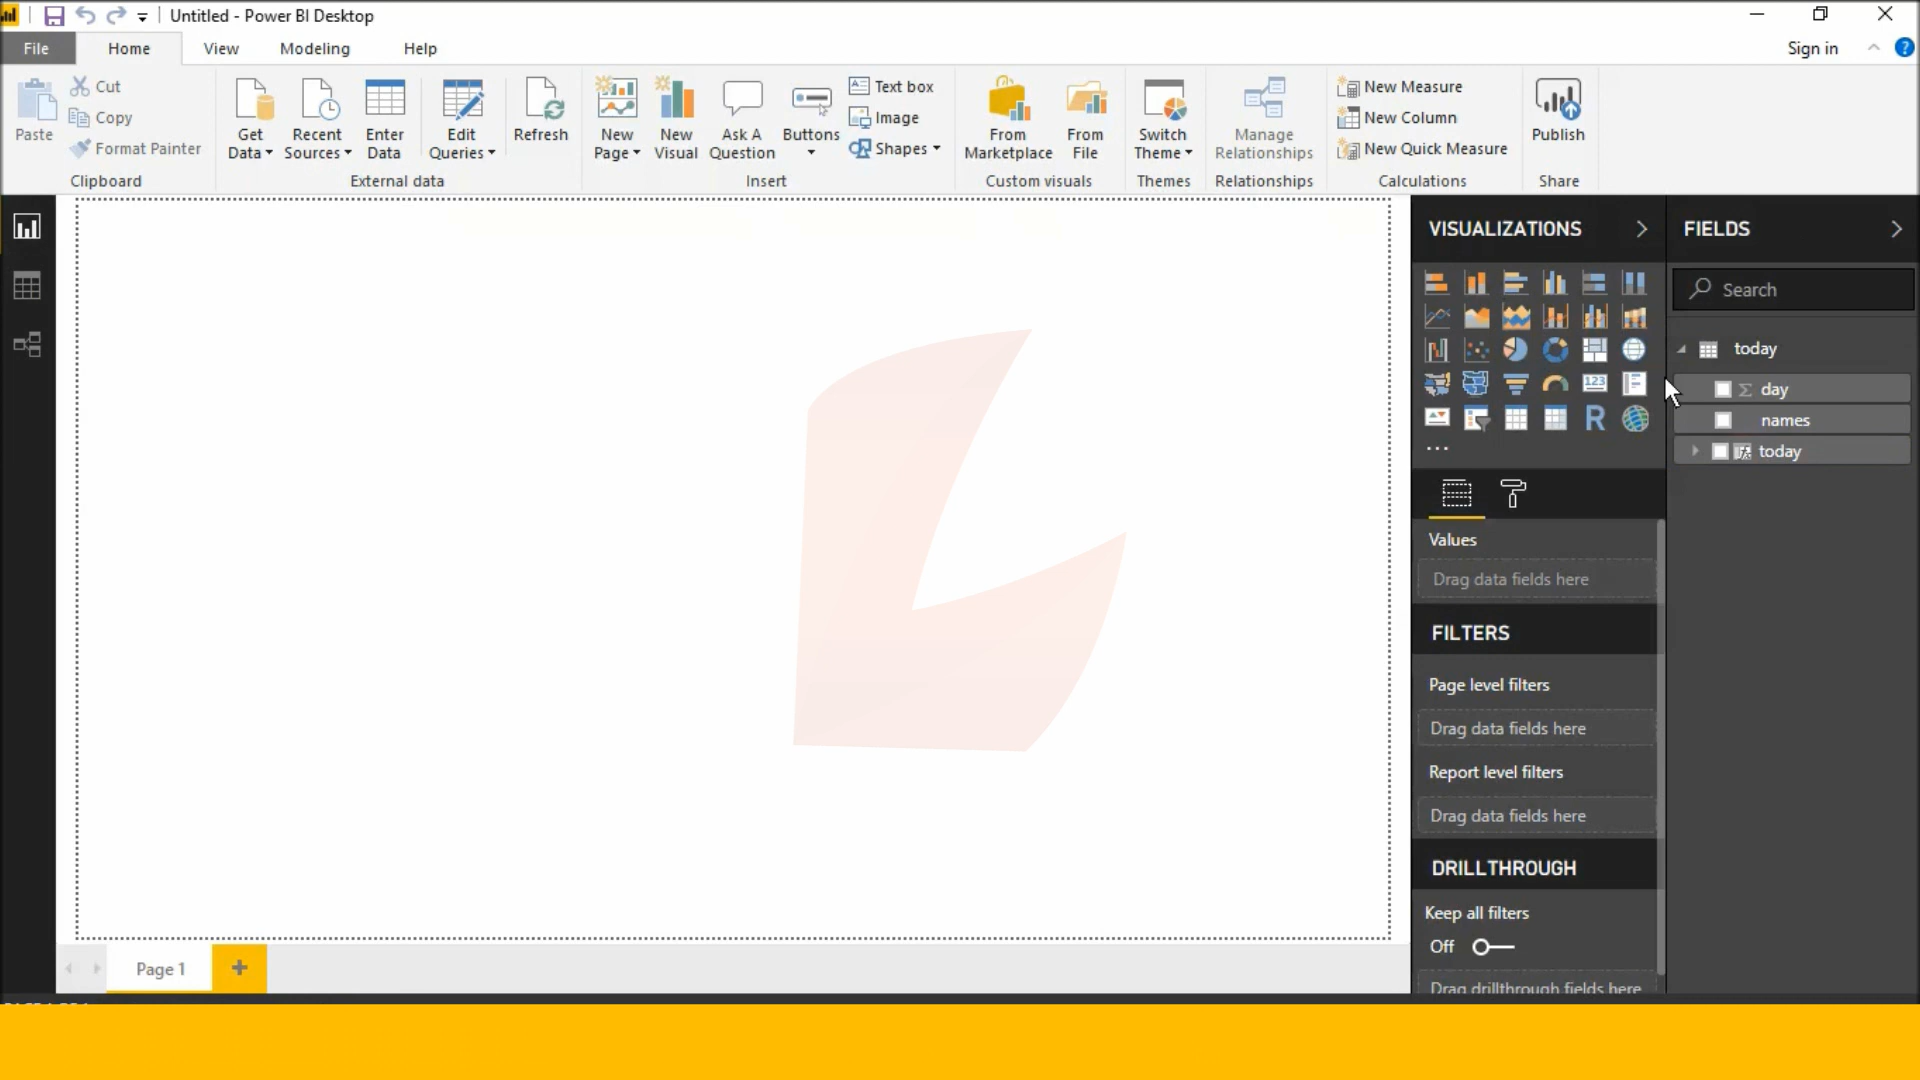 Untitled - Power BI Desktop
File Home View Modeling Help Sign in
Paste
Cut
Copy
Format Painter
Clipboard
Get Data
Recent Sources
Enter Data
Edit Queries
Refresh
External data
New Page
New Visual
Ask A Question
Buttons
Text box
Image
Shapes
Insert
From Marketplace
From File
Custom visuals
Switch Theme
Themes
Manage Relationships
Relationships
New Measure
New Column
New Quick Measure
Calculations
Publish
Share
VISUALIZATIONS
123
R
Values
Drag data fields here
FILTERS
Page level filters
Drag data fields here
Report level filters
Drag data fields here
DRILLTHROUGH
Keep all filters
Off
Drag drillthrough fields here
FIELDS
Search
today
Σ day
names
today
Page 1